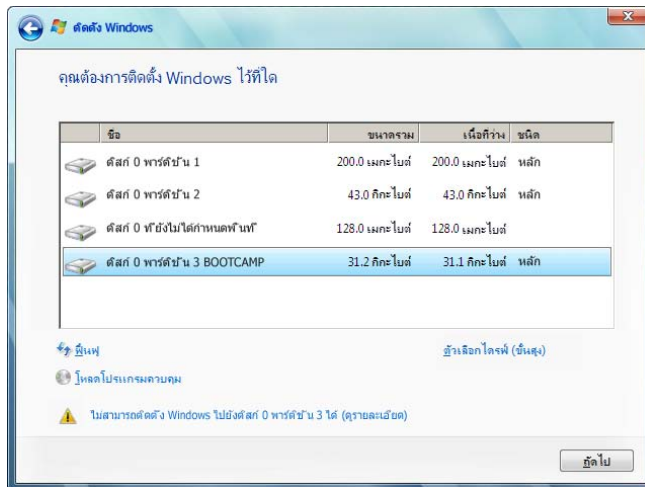 ติดตั้ง Windows
คุณต้องการติดตั้ง Windows ไว้ที่ใด
ชื่อ ขนาดรวม เนื้อที่ว่าง ชนิด
ดิสก์ 0 พาร์ติชัน 1 200.0 เมกะไบต์ 200.0 เมกะไบต์ หลัก
ดิสก์ 0 พาร์ติชัน 2 43.0 กิกะไบต์ 43.0 กิกะไบต์ หลัก
ดิสก์ 0 ที่ยังไม่ได้กำหนดพื้นที่ 128.0 เมกะไบต์ 128.0 เมกะไบต์
ดิสก์ 0 พาร์ติชัน 3 BOOTCAMP 31.2 กิกะไบต์ 31.1 กิกะไบต์ หลัก
ฟื้นฟู ตัวเลือกไดรฟ์ (ขั้นสูง)
โหลดโปรแกรมควบคุม
ไม่สามารถติดตั้ง Windows ไปยังดิสก์ 0 พาร์ติชัน 3 ได้ (ดูรายละเอียด)
ถัดไป